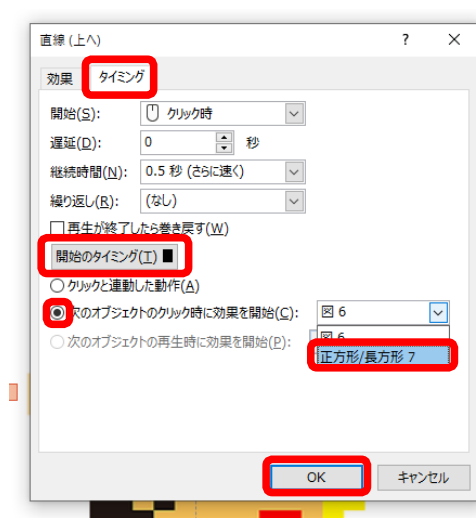 直線 (上へ) ? ×
効果 タイミング
開始(S): クリック時
遅延(D): 0 秒
継続時間(N): 0.5 秒 (さらに速く)
繰り返し(R): (なし)
再生が終了したら巻き戻す(W)
開始のタイミング(T)
クリックと連動した動作(A)
次のオブジェクトのクリック時に効果を開始(C): 図 6
図 6
次のオブジェクトの再生時に効果を開始(P):
正方形/長方形 7
OK キャンセル